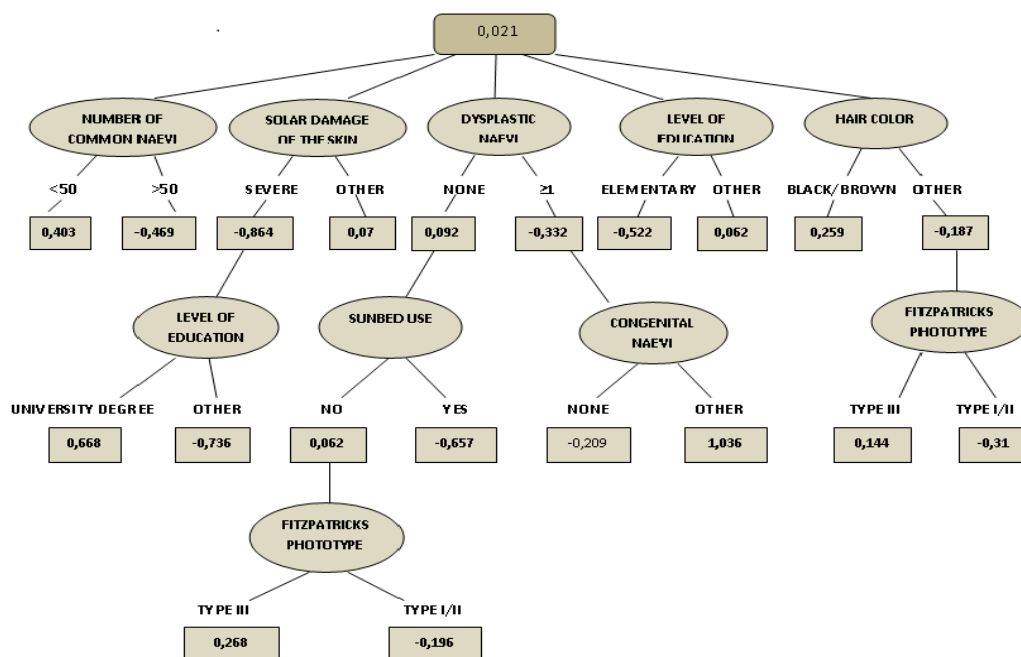 0,021
NUMBER OF
COMMON NAEVI
SOLAR DAMAGE
OF THE SKIN
DYSPLASTIC
NAEVI
LEVEL OF
EDUCATION
HAIR COLOR
<50
>50
SEVERE
OTHER
NONE
≥1
ELEMENTARY
OTHER
BLACK/BROWN
OTHER
0,403
-0,469
-0,864
0,07
0,092
-0,332
-0,522
0,062
0,259
-0,187
LEVEL OF
EDUCATION
SUNBED USE
CONGENITAL
NAEVI
FITZPATRICKS
PHOTOTYPE
UNIVERSITY DEGREE
OTHER
NO
YES
NONE
OTHER
TYPE III
TYPE I/II
0,668
-0,736
0,062
-0,657
-0,209
1,036
0,144
-0,31
FITZPATRICKS
PHOTOTYPE
TYPE III
TYPE I/II
0,268
-0,196